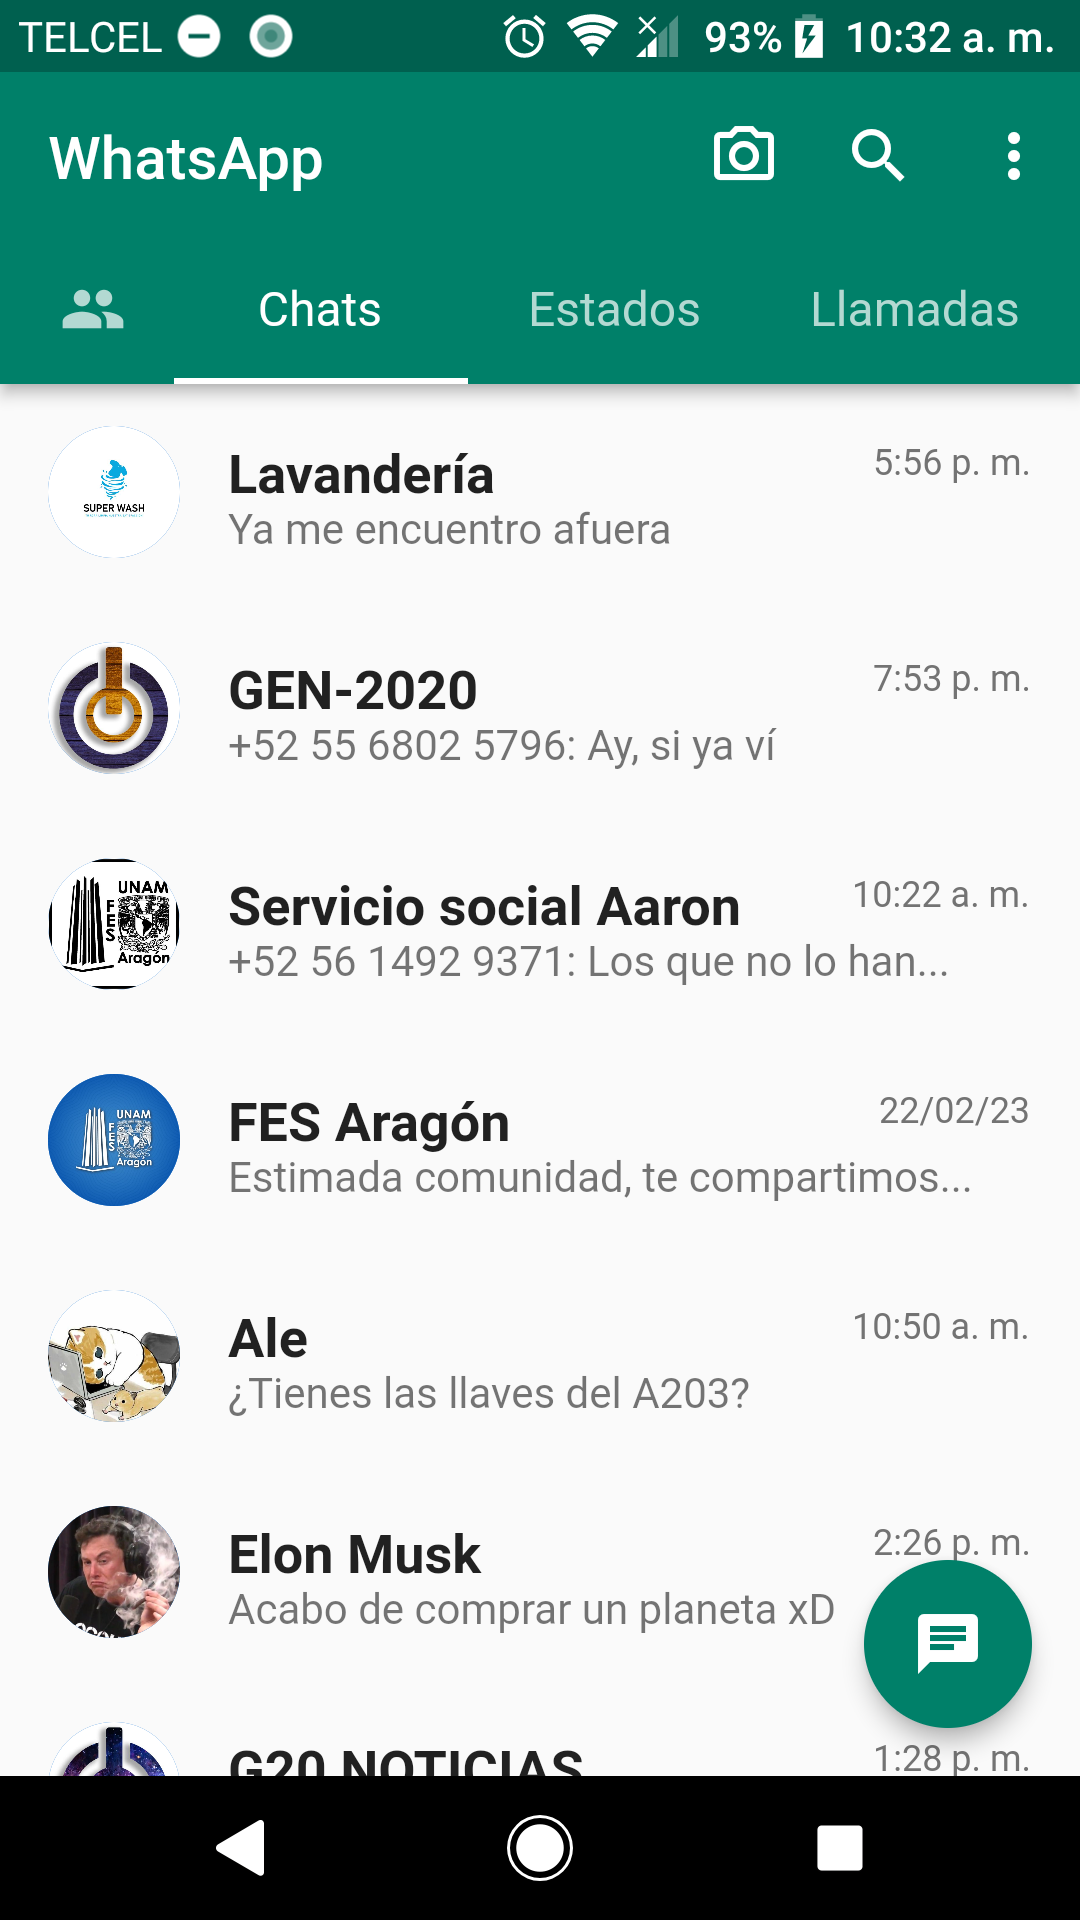 TELCEL 93% 10:32 a. m.
WhatsApp
Chats Estados Llamadas
SUPER WASH
Lavandería 5:56 p. m.
Ya me encuentro afuera
GEN-2020 7:53 p. m.
+52 55 6802 5796: Ay, si ya ví
UNAM
FES
Aragón
Servicio social Aaron 10:22 a. m.
+52 56 1492 9371: Los que no lo han...
UNAM
FES
Aragón
FES Aragón 22/02/23
Estimada comunidad, te compartimos...
Ale 10:50 a. m.
¿Tienes las llaves del A203?
Elon Musk 2:26 p. m.
Acabo de comprar un planeta xD
G20 NOTICIAS 1:28 p. m.